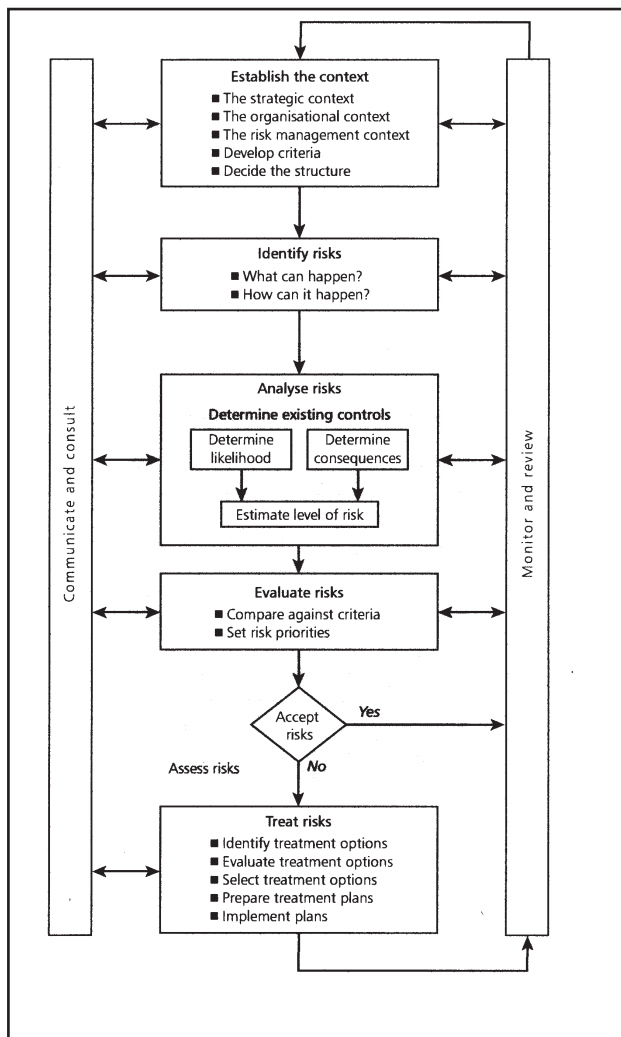 Establish the context
■ The strategic context
■ The organisational context
■ The risk management context
■ Develop criteria
■ Decide the structure
Identify risks
■ What can happen?
■ How can it happen?
Analyse risks
Determine existing controls
Determine
likelihood
Determine
consequences
Estimate level of risk
Evaluate risks
■ Compare against criteria
■ Set risk priorities
Accept
risks
Yes
No
Assess risks
Treat risks
■ Identify treatment options
■ Evaluate treatment options
■ Select treatment options
■ Prepare treatment plans
■ Implement plans
Communicate and consult
Monitor and review